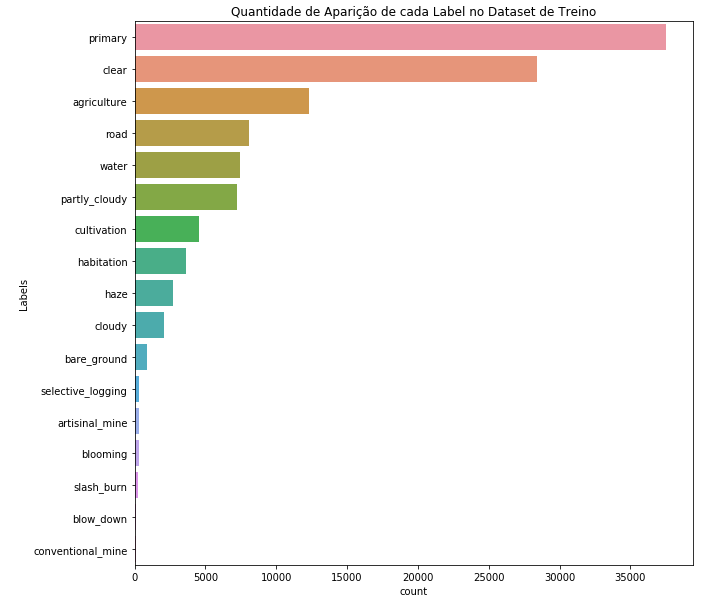 Quantidade de Aparição de cada Label no Dataset de Treino
Labels
primary
clear
agriculture
road
water
partly_cloudy
cultivation
habitation
haze
cloudy
bare_ground
selective_logging
artisinal_mine
blooming
slash_burn
blow_down
conventional_mine
0 5000 10000 15000 20000 25000 30000 35000
count